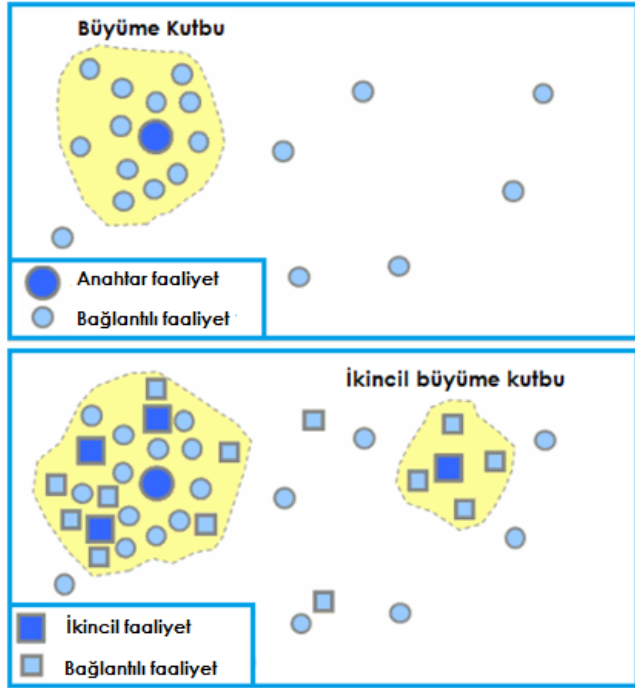 Büyüme Kutbu
Anahtar faaliyet
Bağlantılı faaliyet
İkincil büyüme kutbu
İkincil faaliyet
Bağlantılı faaliyet